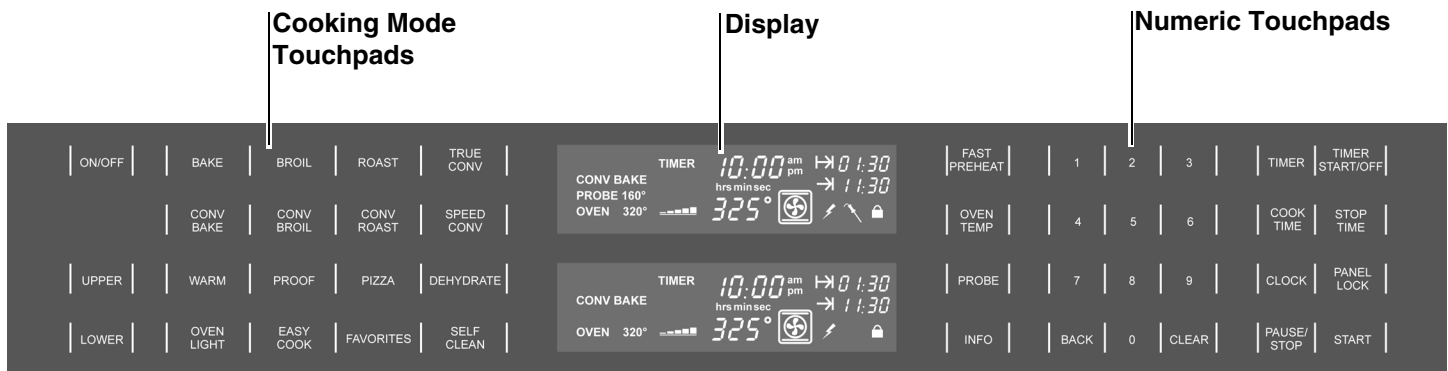 Cooking Mode
Touchpads
Display
Numeric Touchpads
ON/OFF
BAKE
BROIL
ROAST
TRUE
CONV
CONV
BAKE
CONV
BROIL
CONV
ROAST
SPEED
CONV
UPPER
WARM
PROOF
PIZZA
DEHYDRATE
LOWER
OVEN
LIGHT
EASY
COOK
FAVORITES
SELF
CLEAN
TIMER 10:00 am 01:30
pm
CONV BAKE hrs min sec 11:30
PROBE 160°
OVEN 320° 325°
TIMER 10:00 am 01:30
pm
CONV BAKE hrs min sec 11:30
OVEN 320° 325°
FAST
PREHEAT
1
2
3
TIMER
TIMER
START/OFF
OVEN
TEMP
4
5
6
COOK
TIME
STOP
TIME
PROBE
7
8
9
CLOCK
PANEL
LOCK
INFO
BACK
0
CLEAR
PAUSE/
STOP
START